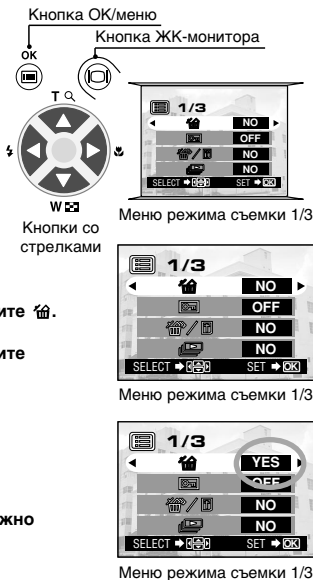 Кнопка ОК/меню
Кнопка ЖК-монитора
OK
T
W
Кнопки со
стрелками
1/3
NO
OFF
NO
NO
SELECT SET OK
Меню режима съемки 1/3
ите .
ите
1/3
NO
OFF
NO
NO
SELECT SET OK
Меню режима съемки 1/3
жно
1/3
YES
OFF
NO
NO
SELECT SET OK
Меню режима съемки 1/3